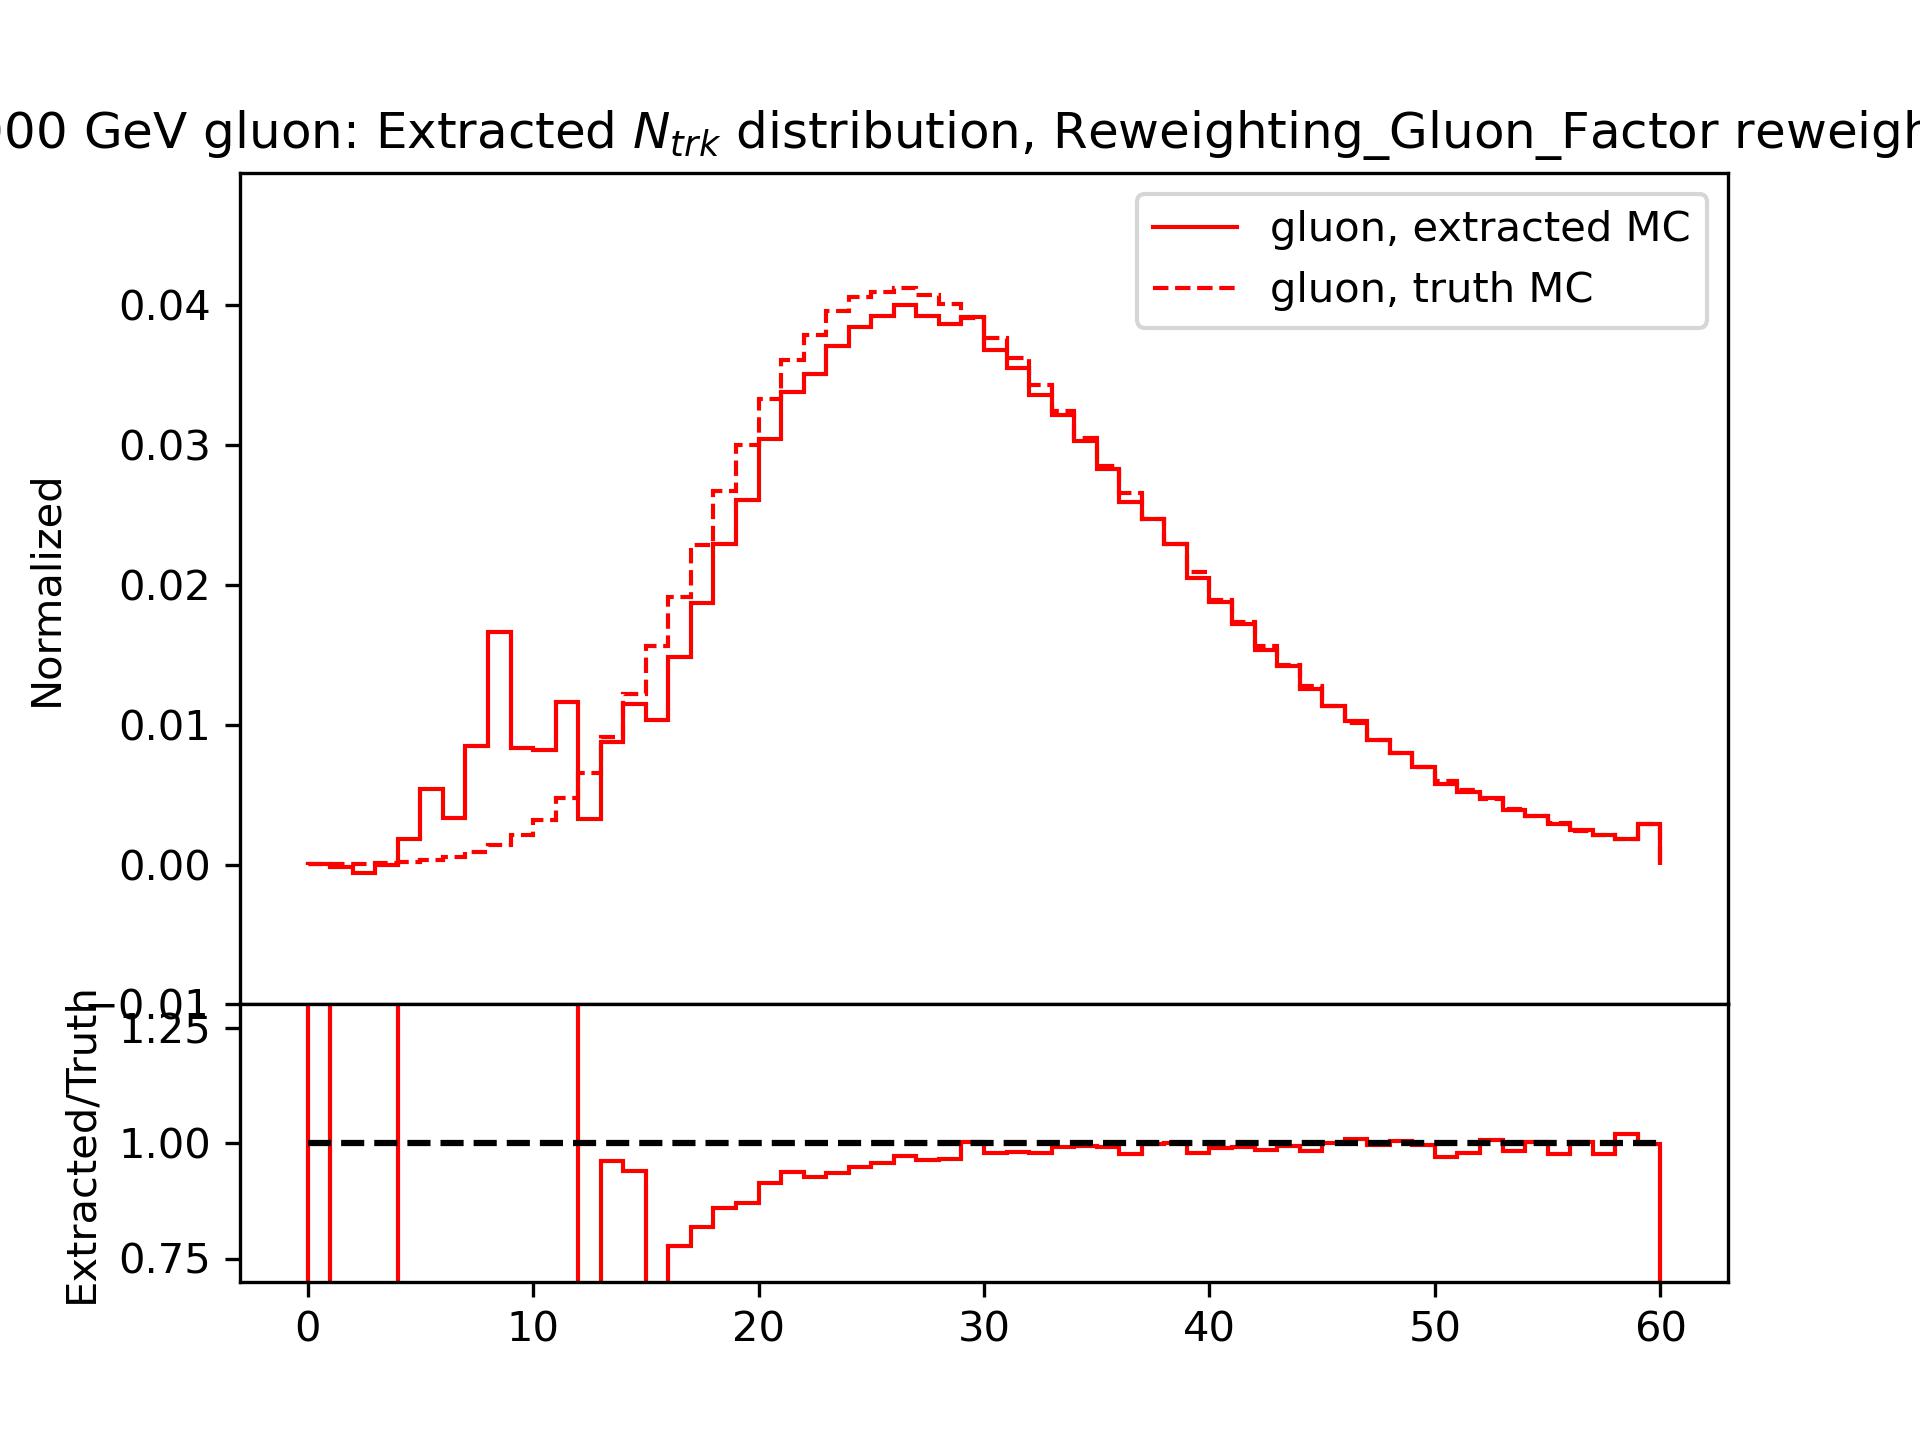 00 GeV gluon: Extracted N_trk distribution, Reweighting_Gluon_Factor reweigh
gluon, extracted MC
gluon, truth MC
Normalized
0.04
0.03
0.02
0.01
0.00
−0.01
Extracted/Truth
1.25
1.00
0.75
0 10 20 30 40 50 60